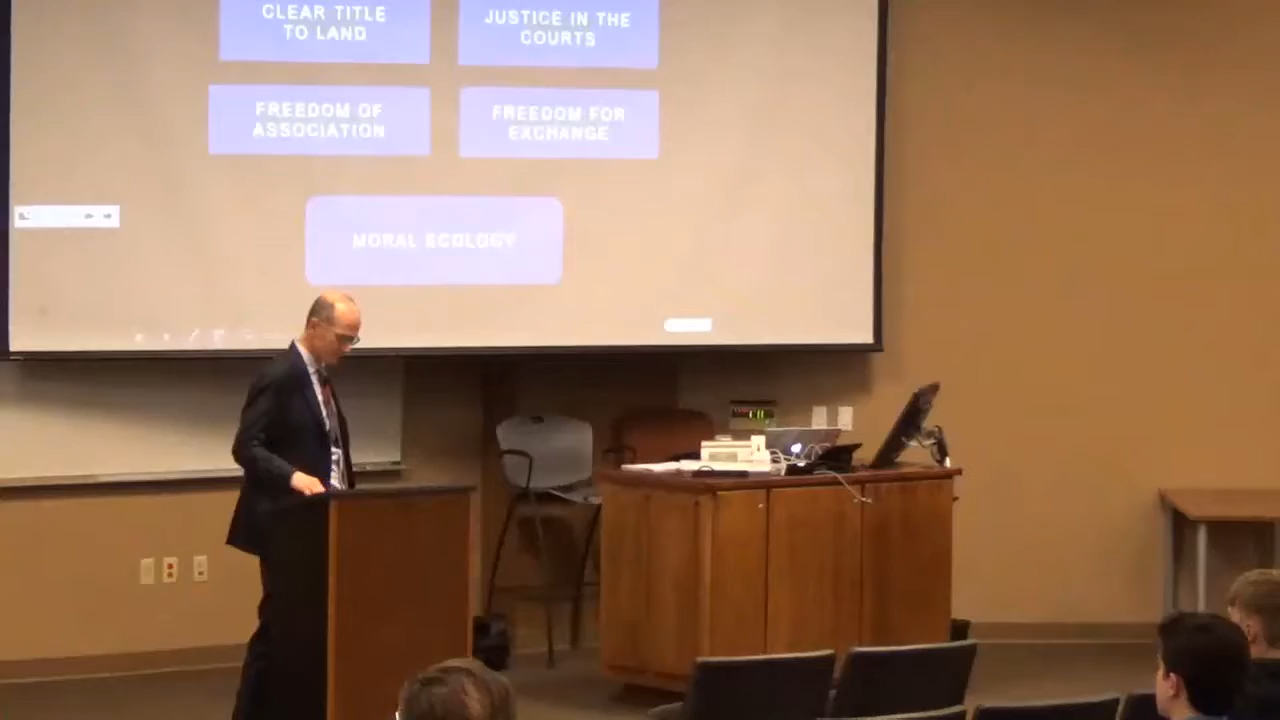 CLEAR TITLE
TO LAND
JUSTICE IN THE
COURTS
FREEDOM OF
ASSOCIATION
FREEDOM FOR
EXCHANGE
MORAL ECOLOGY